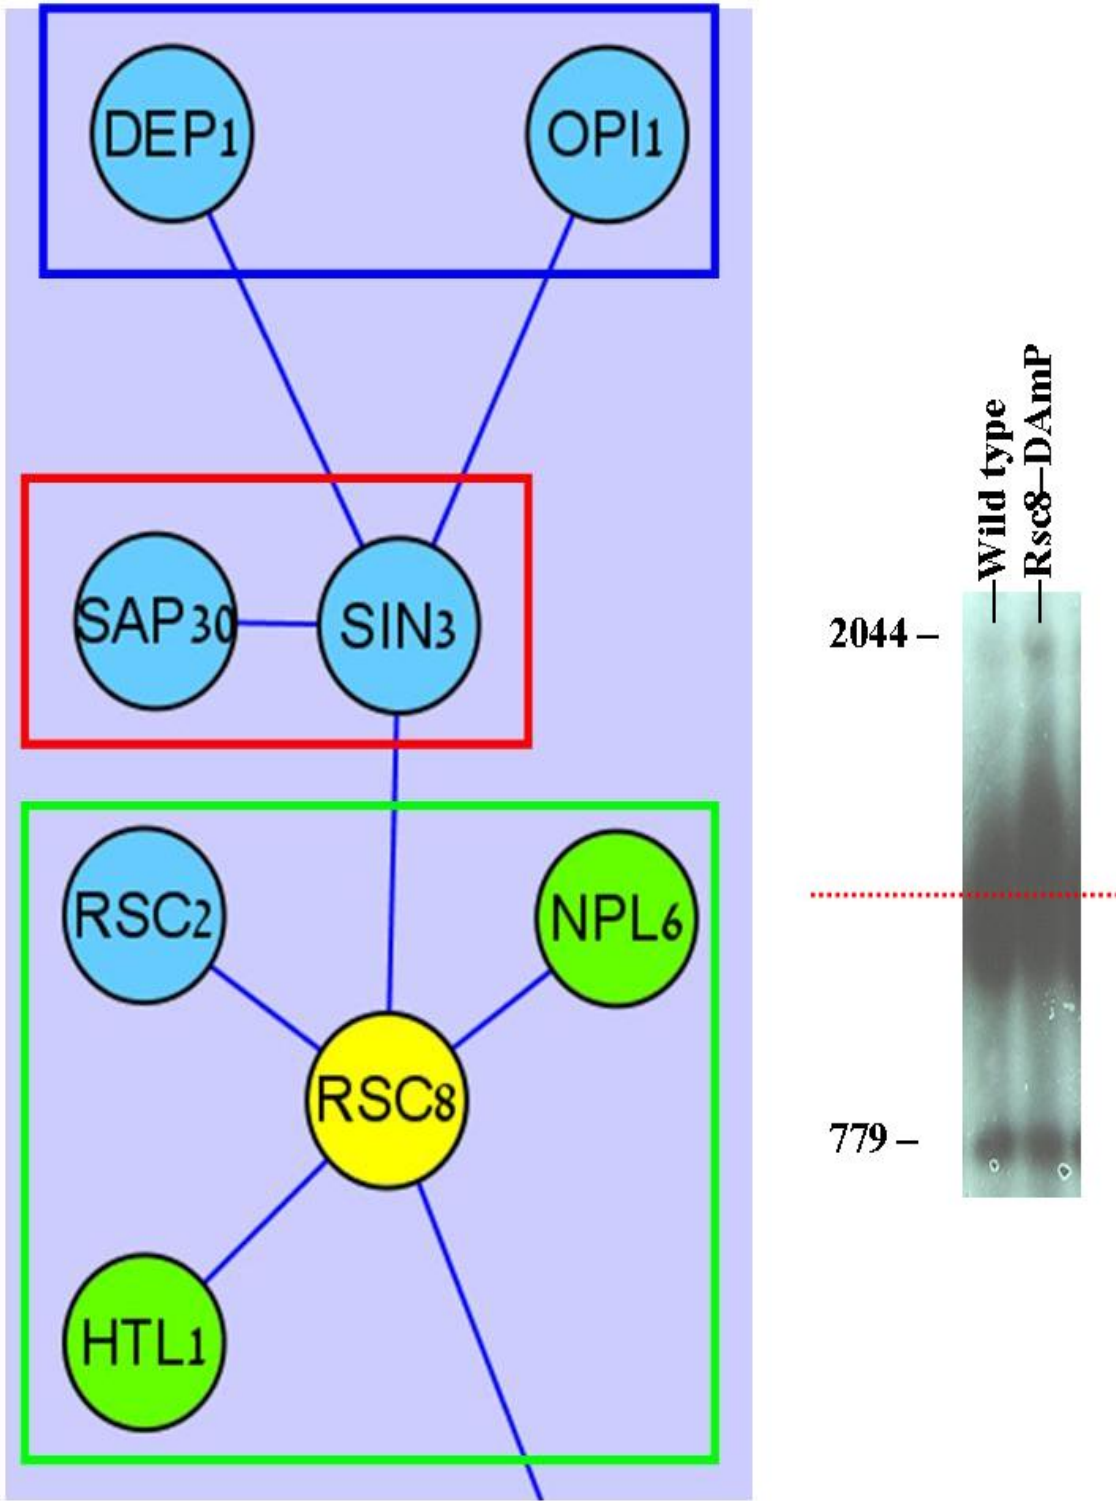 DEP1
OPI1
SAP30
SIN3
RSC2
NPL6
RSC8
HTL1
Wild type
Rsc8-DAmP
2044 –
779 –